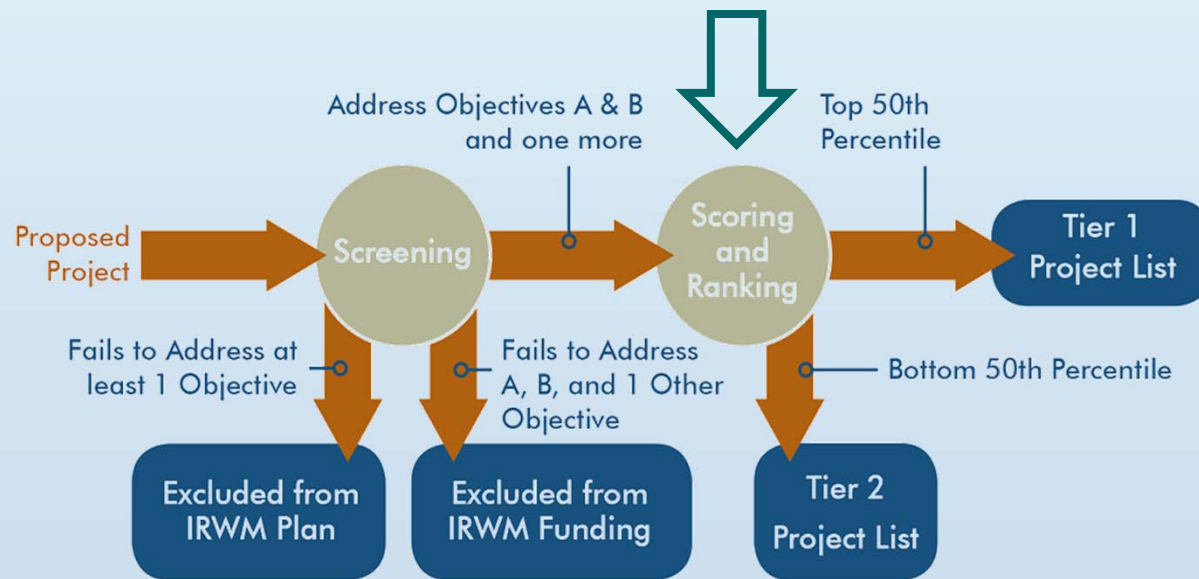 Address Objectives A & B
and one more
Top 50th
Percentile
Proposed
Project
Screening
Scoring
and
Ranking
Tier 1
Project List
Fails to Address at
least 1 Objective
Fails to Address
A, B, and 1 Other
Objective
Bottom 50th Percentile
Excluded from
IRWM Plan
Excluded from
IRWM Funding
Tier 2
Project List